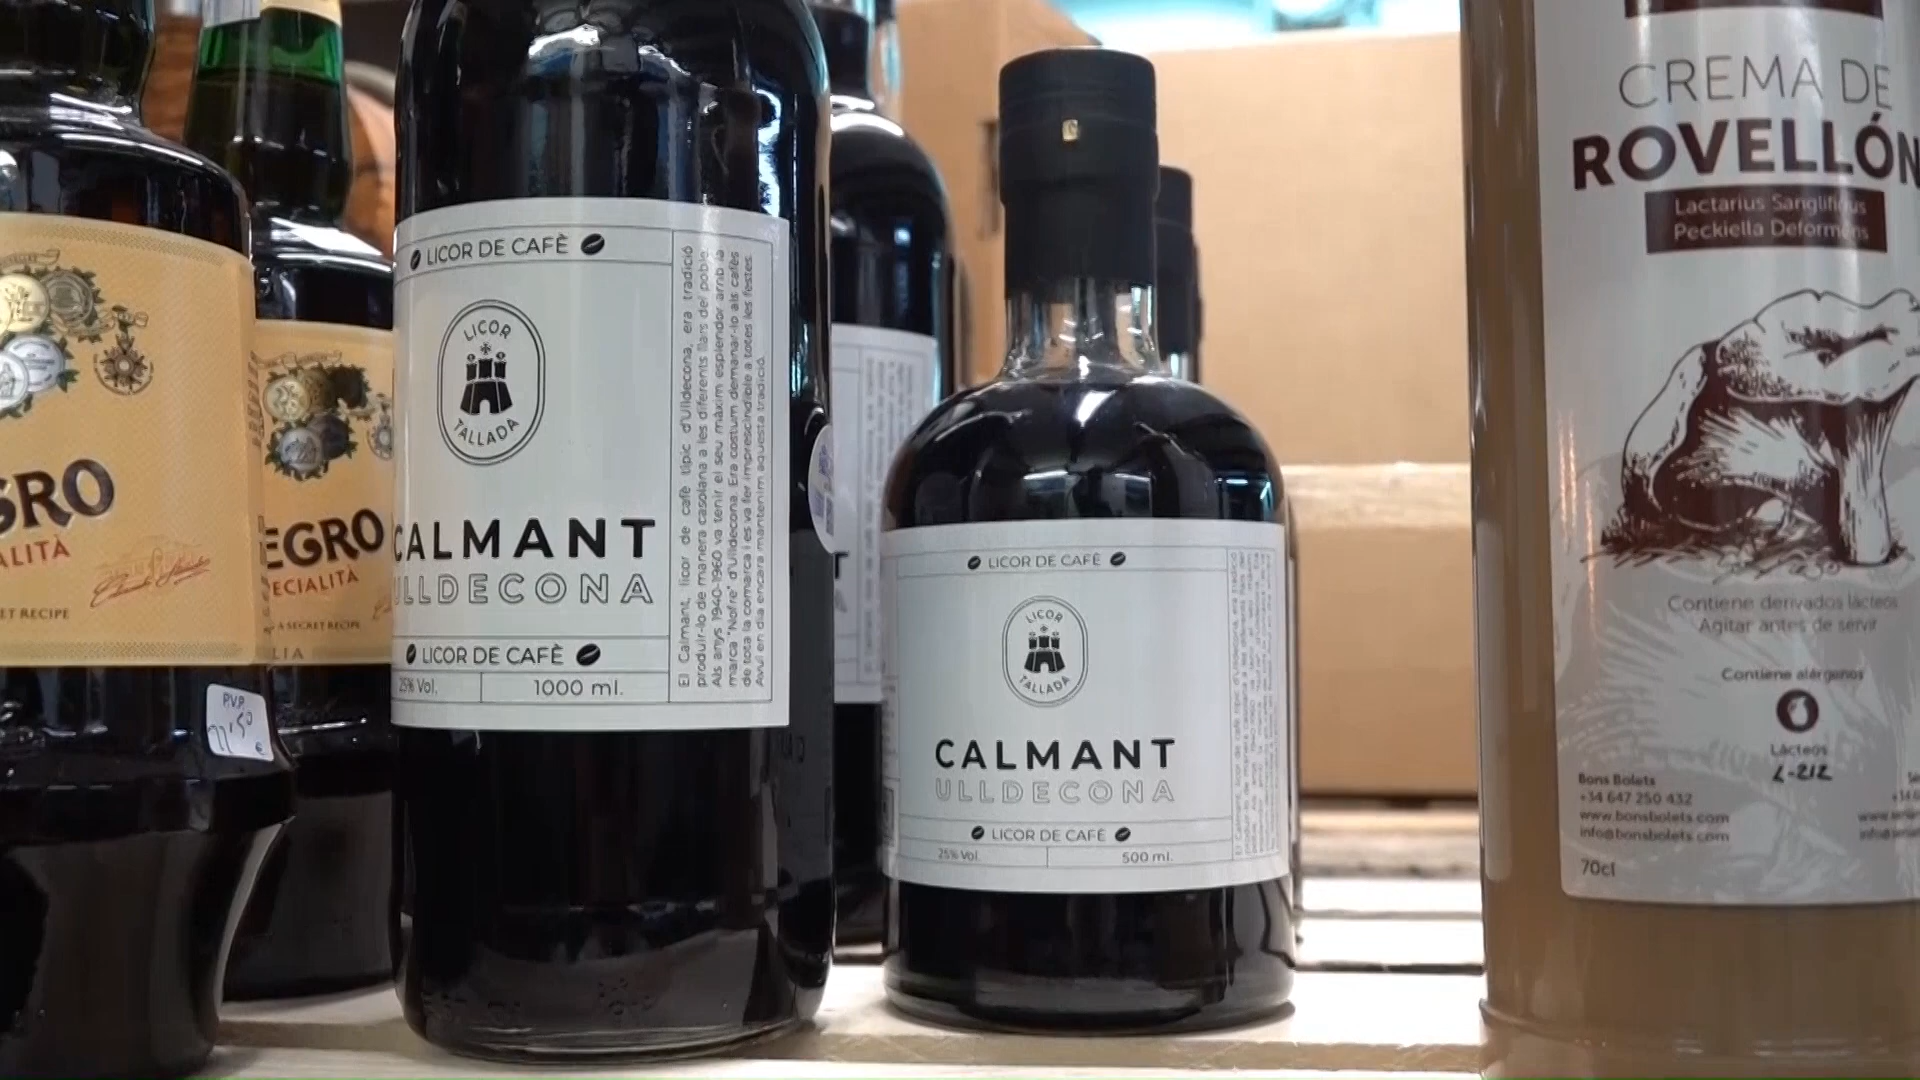 GRO
ALITÀ
ET RECIPE
P.V.P.
€
EGRO
ECIALITÀ
A SECRET RECIPE
LIA
LICOR DE CAFÈ
LICOR
TALLADA
CALMANT
ULLDECONA
LICOR DE CAFÈ
25% Vol.
1000 ml.
El Calmant, licor de cafè típic d'Ulldecona, era tradició
produir-lo de manera casolana a les diferents llars del poble.
Als anys 1940-1960 va tenir el seu màxim esplendor amb la
marca "Nofre" d'Ulldecona. Era costum demanar-lo als cafès
de tota la comarca i es va fer imprescindible a totes les festes.
Avui en dia encara mantenim aquesta tradició.
LICOR DE CAFÈ
LICOR
TALLADA
CALMANT
ULLDECONA
LICOR DE CAFÈ
25% Vol.
500 ml.
CREMA DE
ROVELLÓN
Lactarius Sanglifluus
Peckiella Deformans
Contiene derivados lácteos
Agitar antes de servir
Contiene alérgenos
Lácteos
L-212
Bons Bolets
+34 647 250 432
www.bonsbolets.com
info@bonsbolets.com
70cl